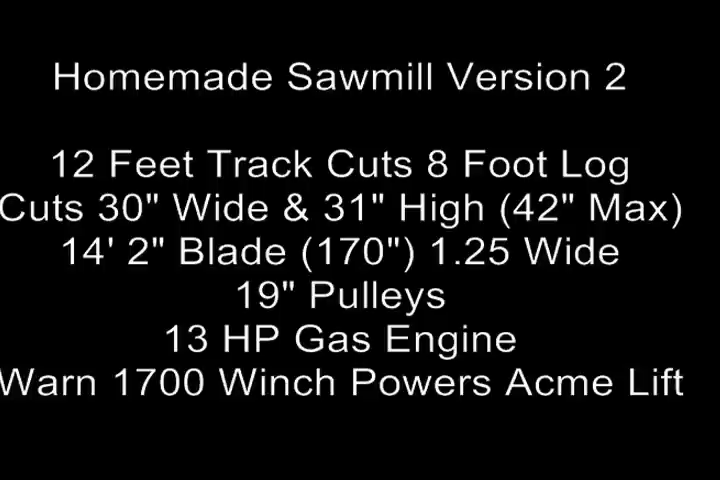 Homemade Sawmill Version 2
12 Feet Track Cuts 8 Foot Log
Cuts 30" Wide & 31" High (42" Max)
14' 2" Blade (170") 1.25 Wide
19" Pulleys
13 HP Gas Engine
Warn 1700 Winch Powers Acme Lift